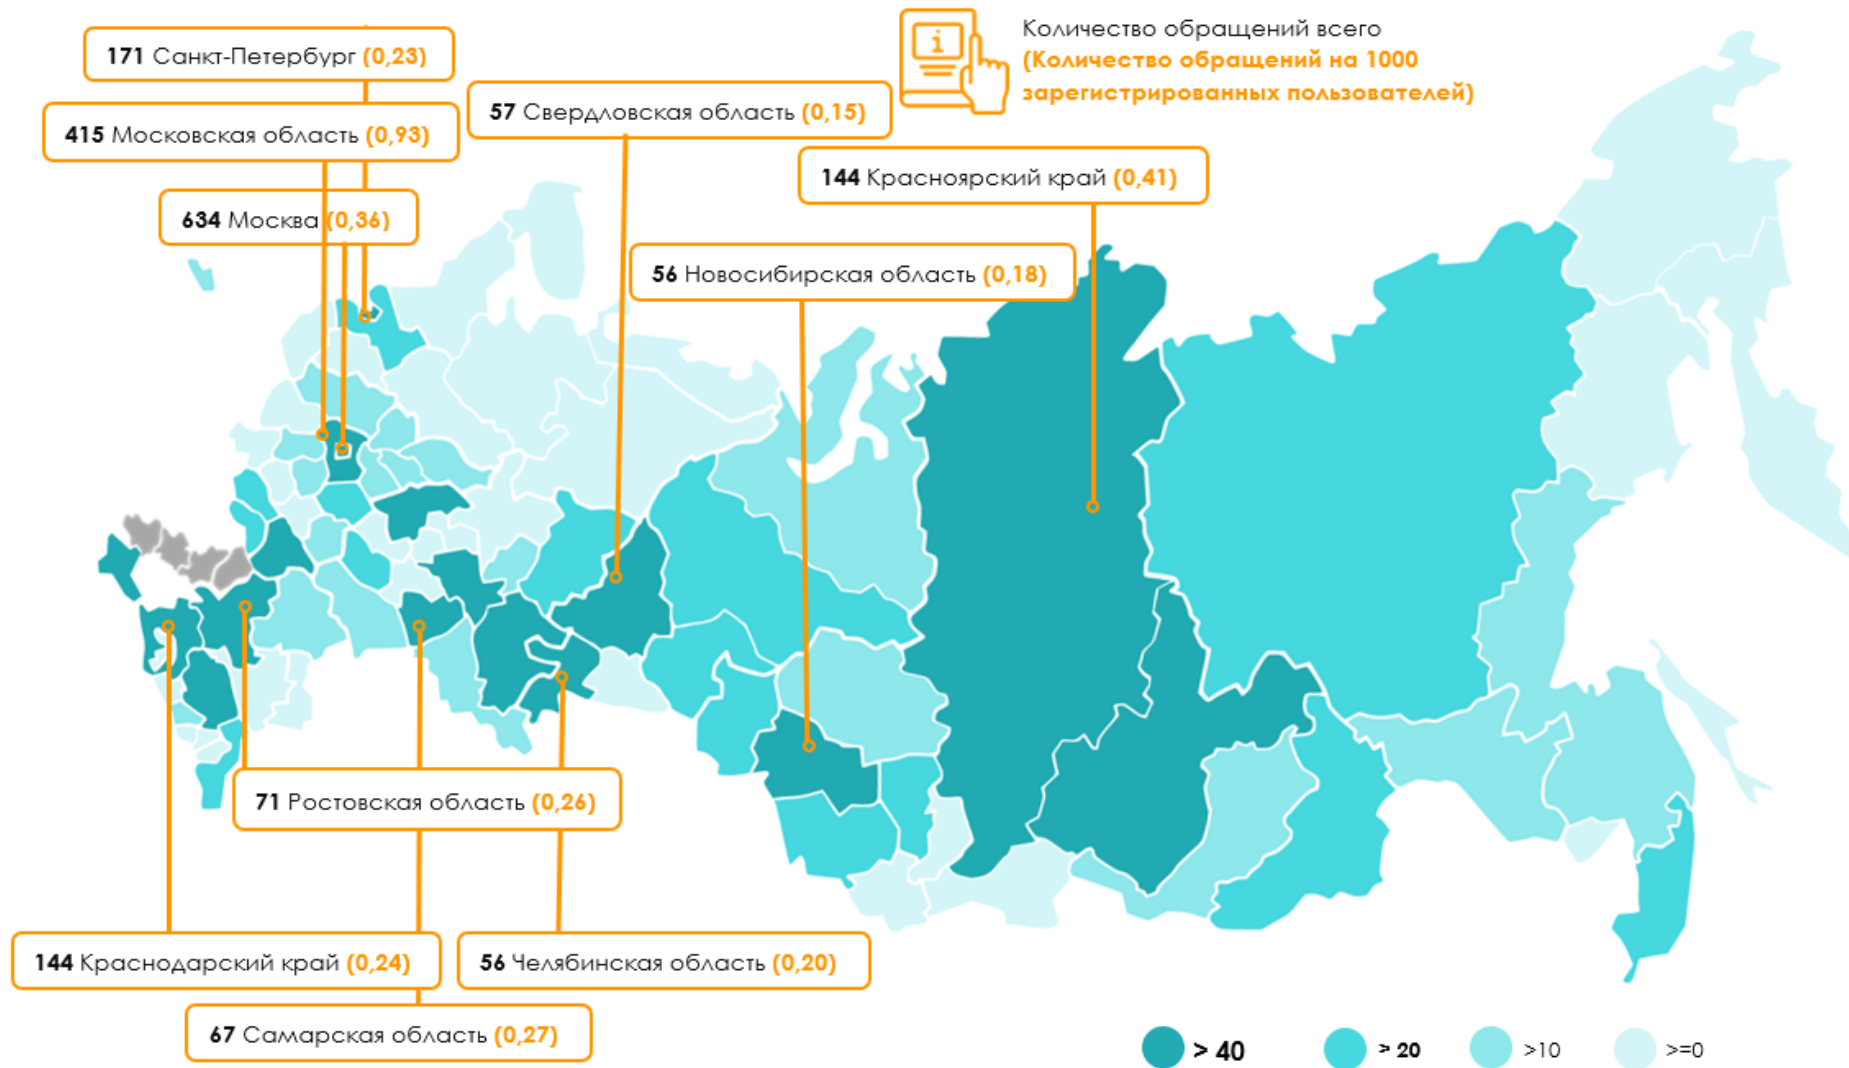 Количество обращений всего
(Количество обращений на 1000
зарегистрированных пользователей)
171 Санкт-Петербург (0,23)
57 Свердловская область (0,15)
415 Московская область (0,93)
144 Красноярский край (0,41)
634 Москва (0,36)
56 Новосибирская область (0,18)
71 Ростовская область (0,26)
144 Краснодарский край (0,24)
56 Челябинская область (0,20)
67 Самарская область (0,27)
> 40
> 20
>10
>=0